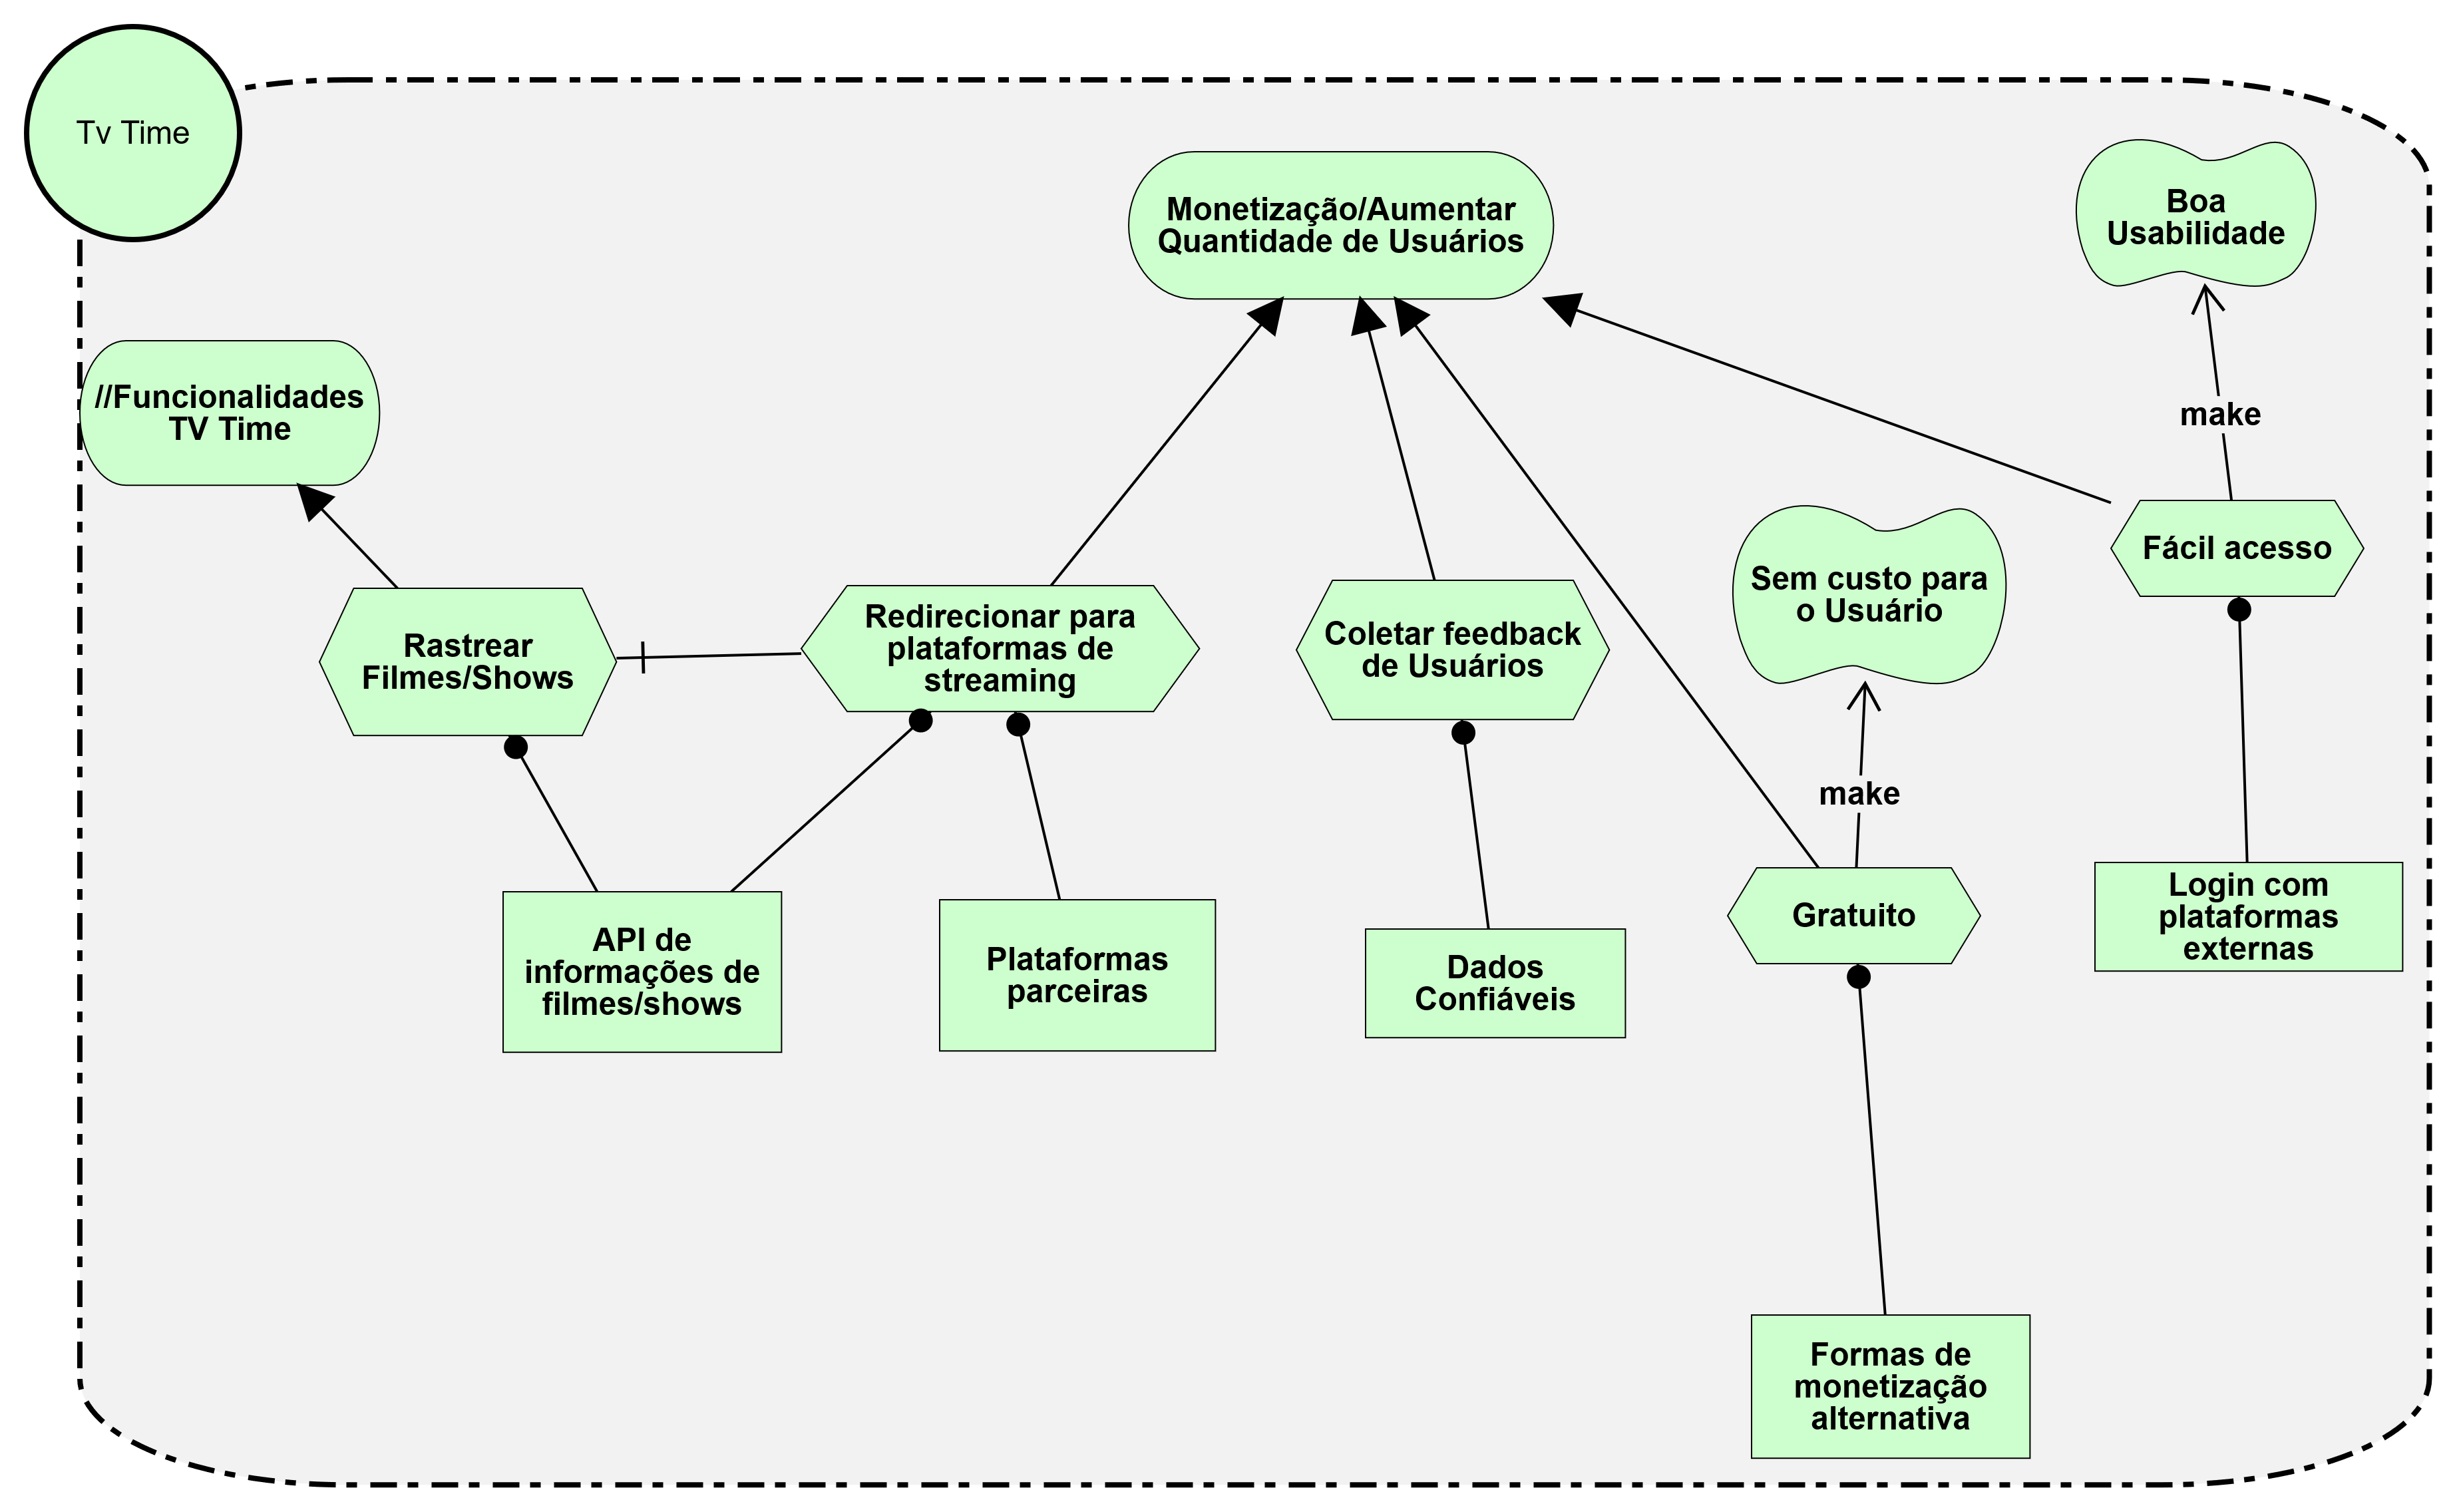 Tv Time
Monetização/Aumentar
Quantidade de Usuários
Boa
Usabilidade
//Funcionalidades
TV Time
make
Fácil acesso
Sem custo para
o Usuário
Rastrear
Filmes/Shows
Redirecionar para
plataformas de
streaming
Coletar feedback
de Usuários
make
Gratuito
Login com
plataformas
externas
API de
informações de
filmes/shows
Plataformas
parceiras
Dados
Confiáveis
Formas de
monetização
alternativa